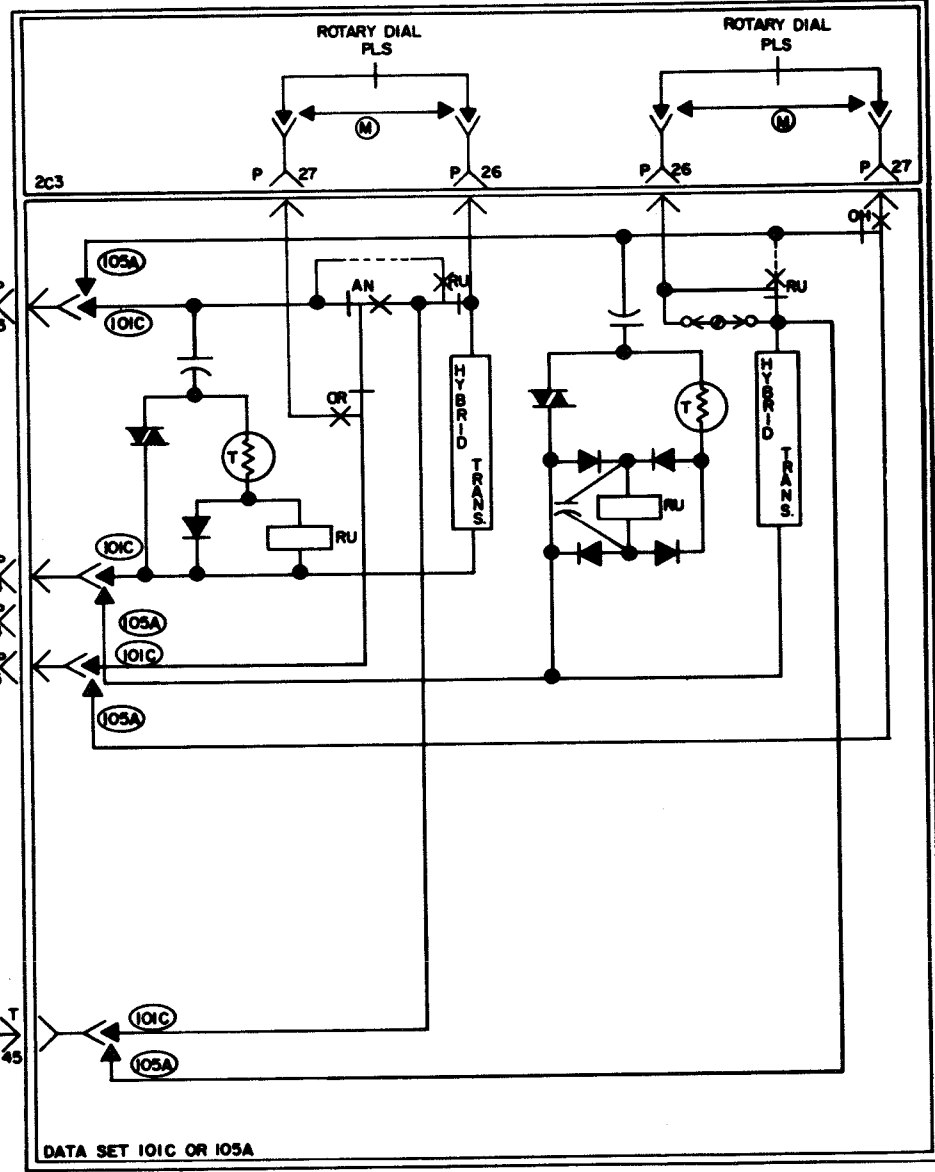 ROTARY DIAL
PLS
ROTARY DIAL
PLS
M
M
P 27
P 26
P 26
P 27
2C3
OH
105A
AN
RU
RU
101C
HYBRID TRANS.
HYBRID TRANS.
OR
T
T
RU
RU
101C
105A
101C
105A
T
101C
45
105A
DATA SET 101C OR 105A